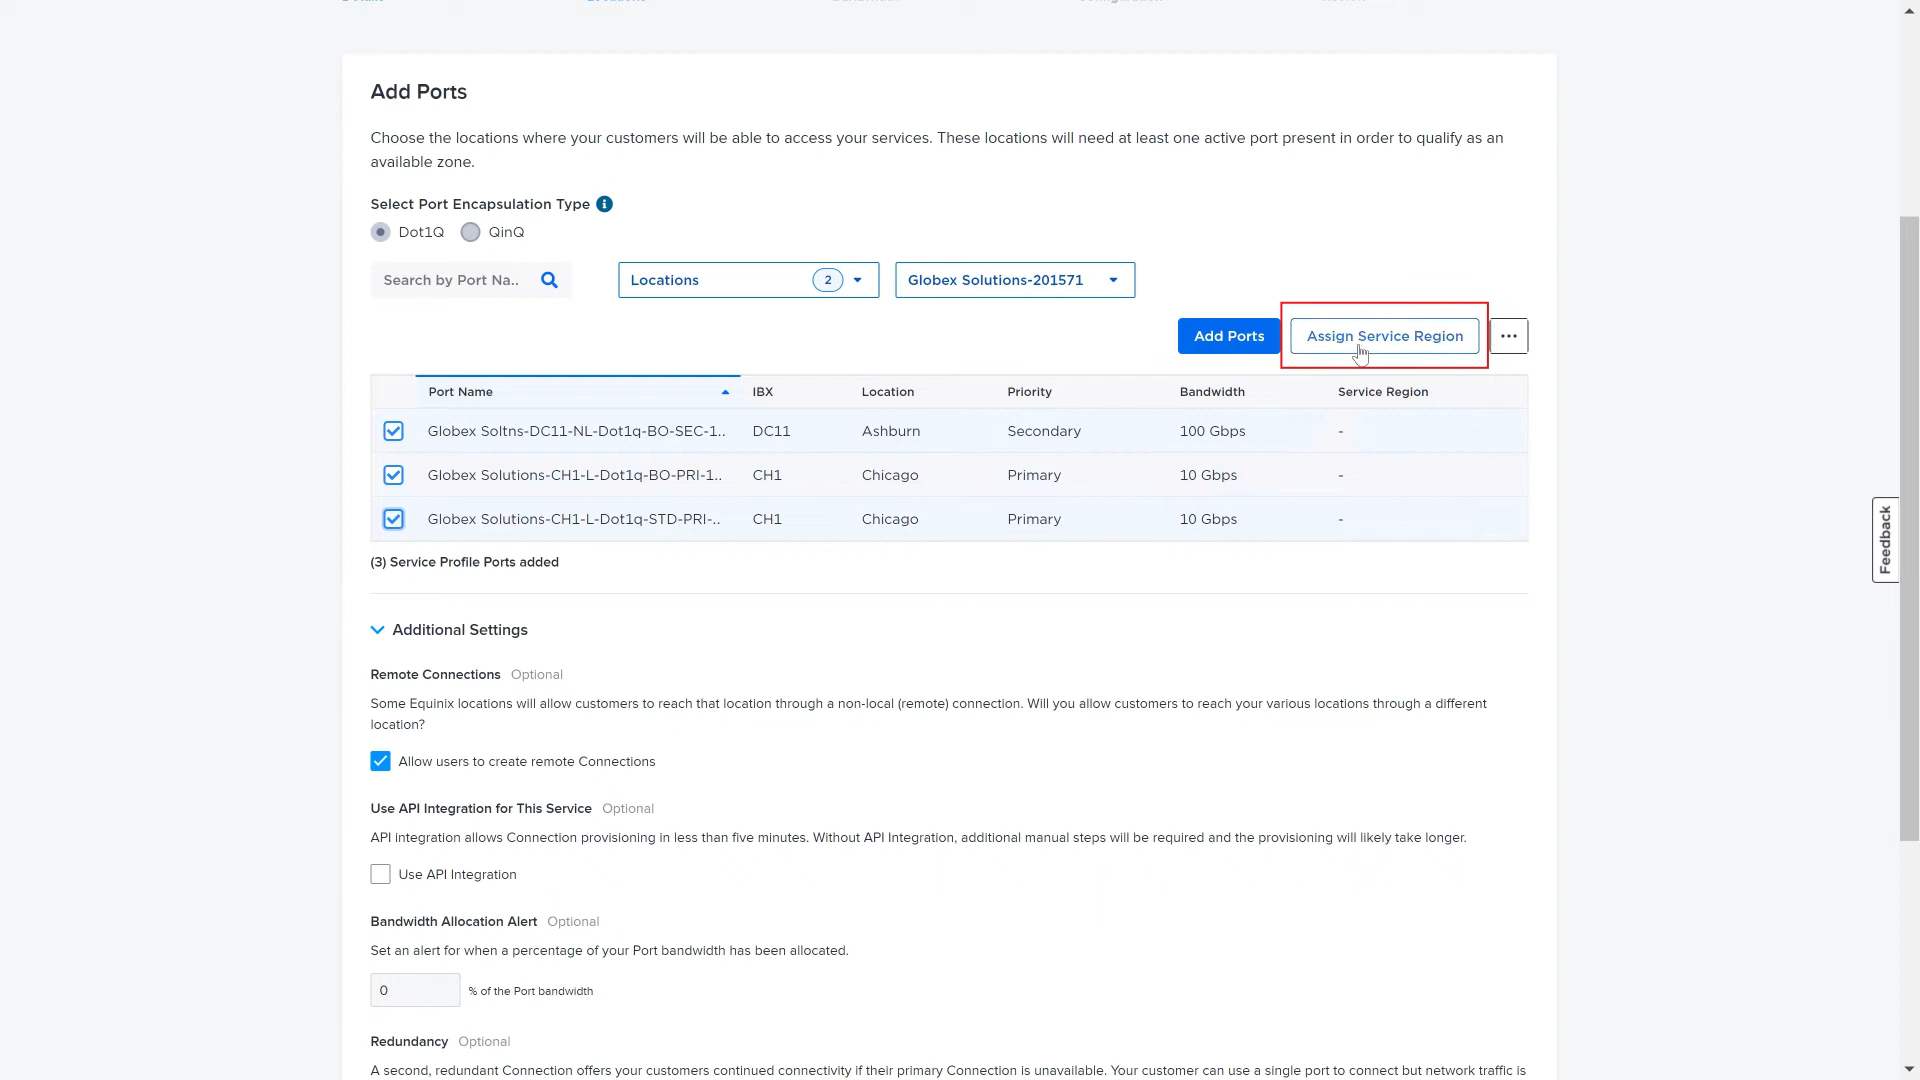 Add Ports
Choose the locations where your customers will be able to access your services. These locations will need at least one active port present in order to qualify as an
available zone.
Select Port Encapsulation Type
Dot1Q QinQ
Search by Port Na.. Locations 2 Globex Solutions-201571
Add Ports Assign Service Region ...
Port Name IBX Location Priority Bandwidth Service Region
Globex Soltns-DC11-NL-Dot1q-BO-SEC-1.. DC11 Ashburn Secondary 100 Gbps -
Globex Solutions-CH1-L-Dot1q-BO-PRI-1.. CH1 Chicago Primary 10 Gbps -
Globex Solutions-CH1-L-Dot1q-STD-PRI-.. CH1 Chicago Primary 10 Gbps -
Feedback
(3) Service Profile Ports added
Additional Settings
Remote Connections Optional
Some Equinix locations will allow customers to reach that location through a non-local (remote) connection. Will you allow customers to reach your various locations through a different
location?
Allow users to create remote Connections
Use API Integration for This Service Optional
API integration allows Connection provisioning in less than five minutes. Without API Integration, additional manual steps will be required and the provisioning will likely take longer.
Use API Integration
Bandwidth Allocation Alert Optional
Set an alert for when a percentage of your Port bandwidth has been allocated.
0 % of the Port bandwidth
Redundancy Optional
A second, redundant Connection offers your customers continued connectivity if their primary Connection is unavailable. Your customer can use a single port to connect but network traffic is